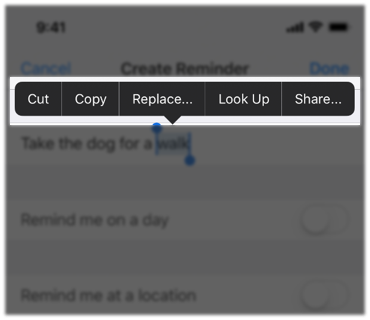 9:41
Cancel Create Reminder Done
Cut Copy Replace... Look Up Share...
Take the dog for a walk
Remind me on a day
Remind me at a location